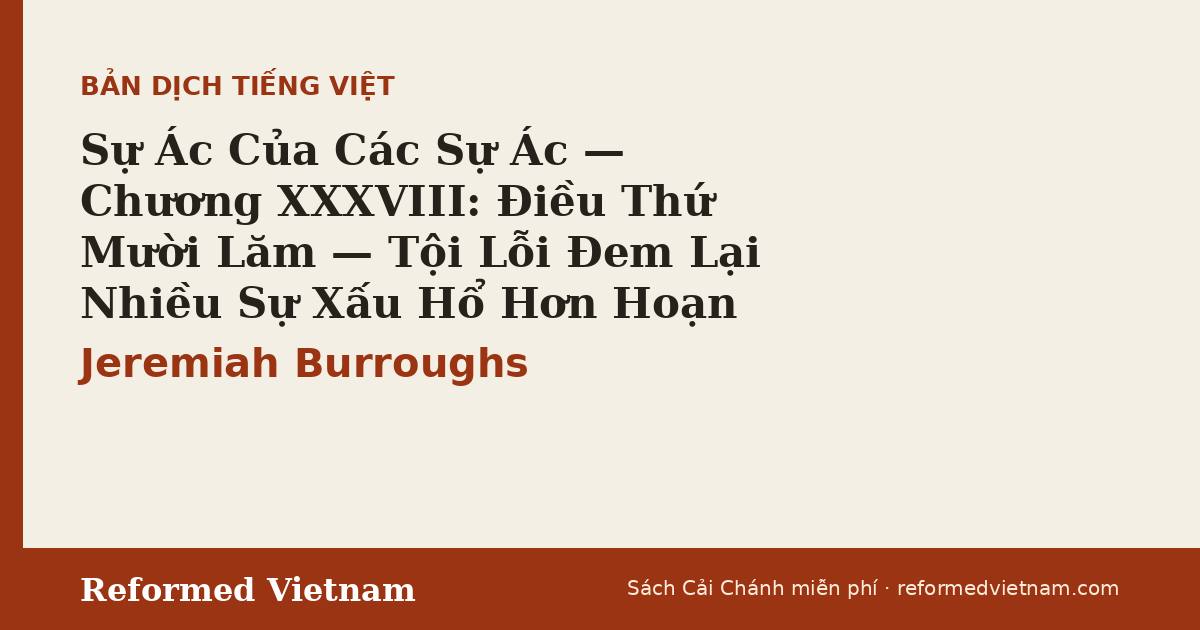 BẢN DỊCH TIẾNG VIỆT
Sự Ác Của Các Sự Ác —
Chương XXXVIII: Điều Thứ
Mười Lăm — Tội Lỗi Đem Lại
Nhiều Sự Xấu Hổ Hơn Hoạn
Jeremiah Burroughs
Reformed Vietnam
Sách Cải Chánh miễn phí · reformedvietnam.com